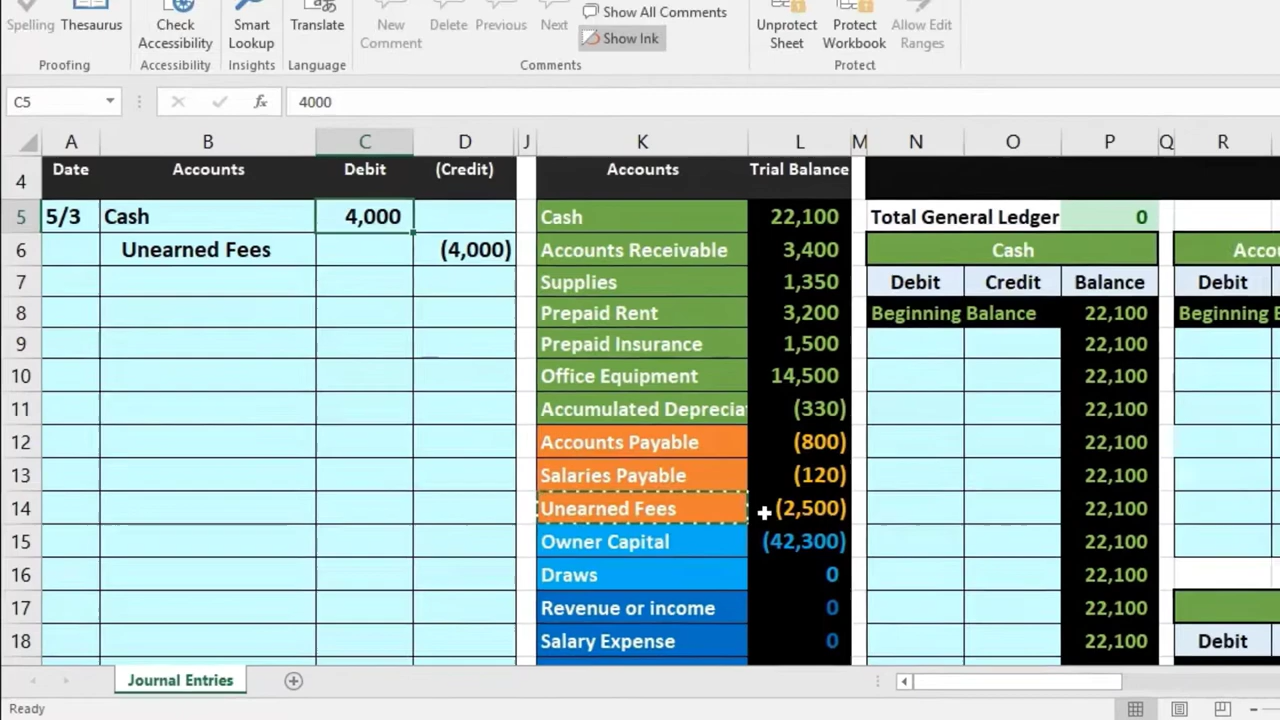 Spelling Thesaurus Check Accessibility Smart Lookup Translate New Comment Delete Previous Next Show All Comments Show Ink Unprotect Sheet Protect Workbook Allow Edit Ranges
Proofing Accessibility Insights Language Comments Protect
C5 fx 4000
A B C D J K L M N O P Q R
4 Date Accounts Debit (Credit) Accounts Trial Balance
5 5/3 Cash 4,000 Cash 22,100 Total General Ledger 0
6 Unearned Fees (4,000) Accounts Receivable 3,400 Cash Accou
7 Supplies 1,350 Debit Credit Balance Debit
8 Prepaid Rent 3,200 Beginning Balance 22,100 Beginning B
9 Prepaid Insurance 1,500 22,100
10 Office Equipment 14,500 22,100
11 Accumulated Deprecia (330) 22,100
12 Accounts Payable (800) 22,100
13 Salaries Payable (120) 22,100
14 Unearned Fees (2,500) 22,100
15 Owner Capital (42,300) 22,100
16 Draws 0 22,100
17 Revenue or income 0 22,100
18 Salary Expense 0 22,100 Debit
Journal Entries
Ready